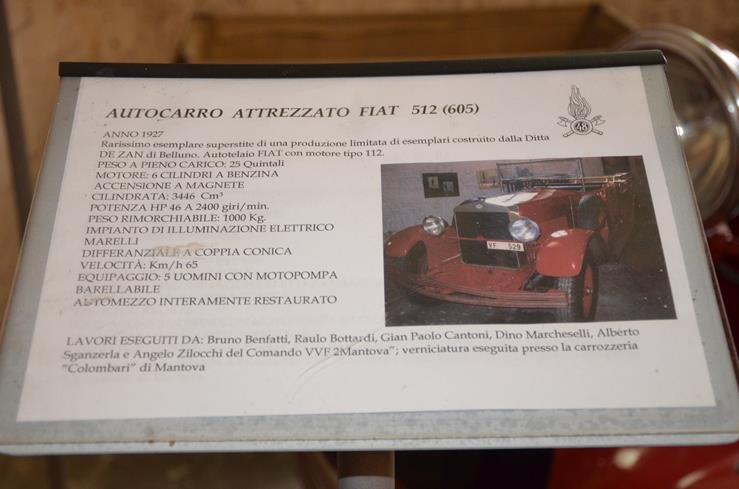 AUTOCARRO ATTREZZATO FIAT 512 (605)
48
ANNO 1927
Rarissimo esemplare superstite di una produzione limitata di esemplari costruito dalla Ditta
DE ZAN di Belluno. Autotelaio FIAT con motore tipo 112.
PESO A PIENO CARICO: 25 Quintali
MOTORE: 6 CILINDRI A BENZINA
ACCENSIONE A MAGNETE
CILINDRATA: 3446 Cm³
POTENZA HP 46 A 2400 giri/min.
PESO RIMORCHIABILE: 1000 Kg.
IMPIANTO DI ILLUMINAZIONE ELETTRICO
MARELLI
DIFFERANZIALE A COPPIA CONICA
VELOCITÀ: Km/h 65
EQUIPAGGIO: 5 UOMINI CON MOTOPOMPA
BARELLABILE
AUTOMEZZO INTERAMENTE RESTAURATO
VF. 529
LAVORI ESEGUITI DA: Bruno Benfatti, Raulo Bottardi, Gian Paolo Cantoni, Dino Marcheselli, Alberto
Sganzerla e Angelo Zilocchi del Comando VVF 2Mantova"; verniciatura eseguita presso la carrozzeria
"Colombari" di Mantova